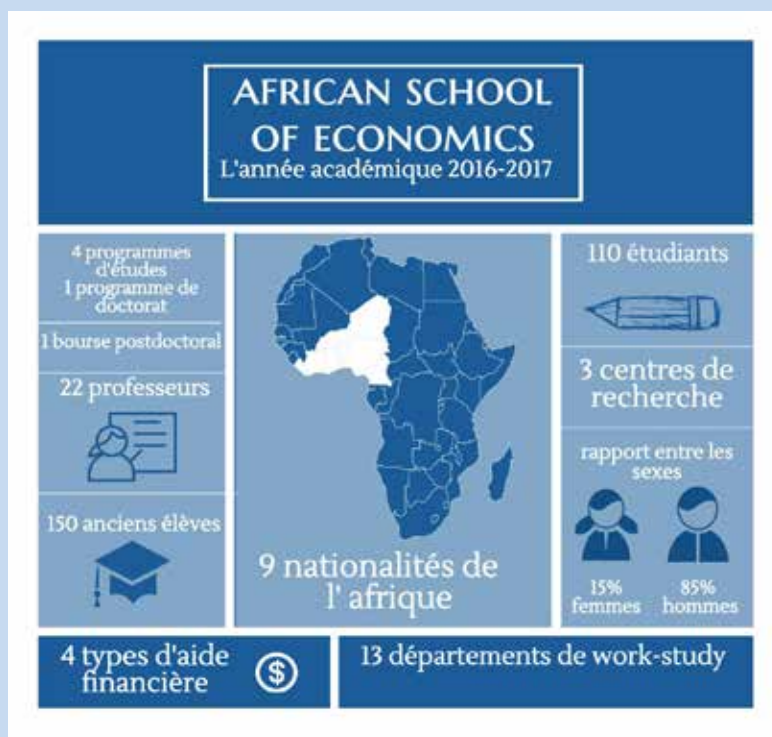 AFRICAN SCHOOL
OF ECONOMICS
L'année académique 2016-2017
4 programmes
d'études
1 programme de
doctorat
1 bourse postdoctoral
22 professeurs
150 anciens élèves
9 nationalités de
l' afrique
110 étudiants
3 centres de
recherche
rapport entre les
sexes
15%
femmes
85%
hommes
4 types d'aide
financière
$
13 départements de work-study